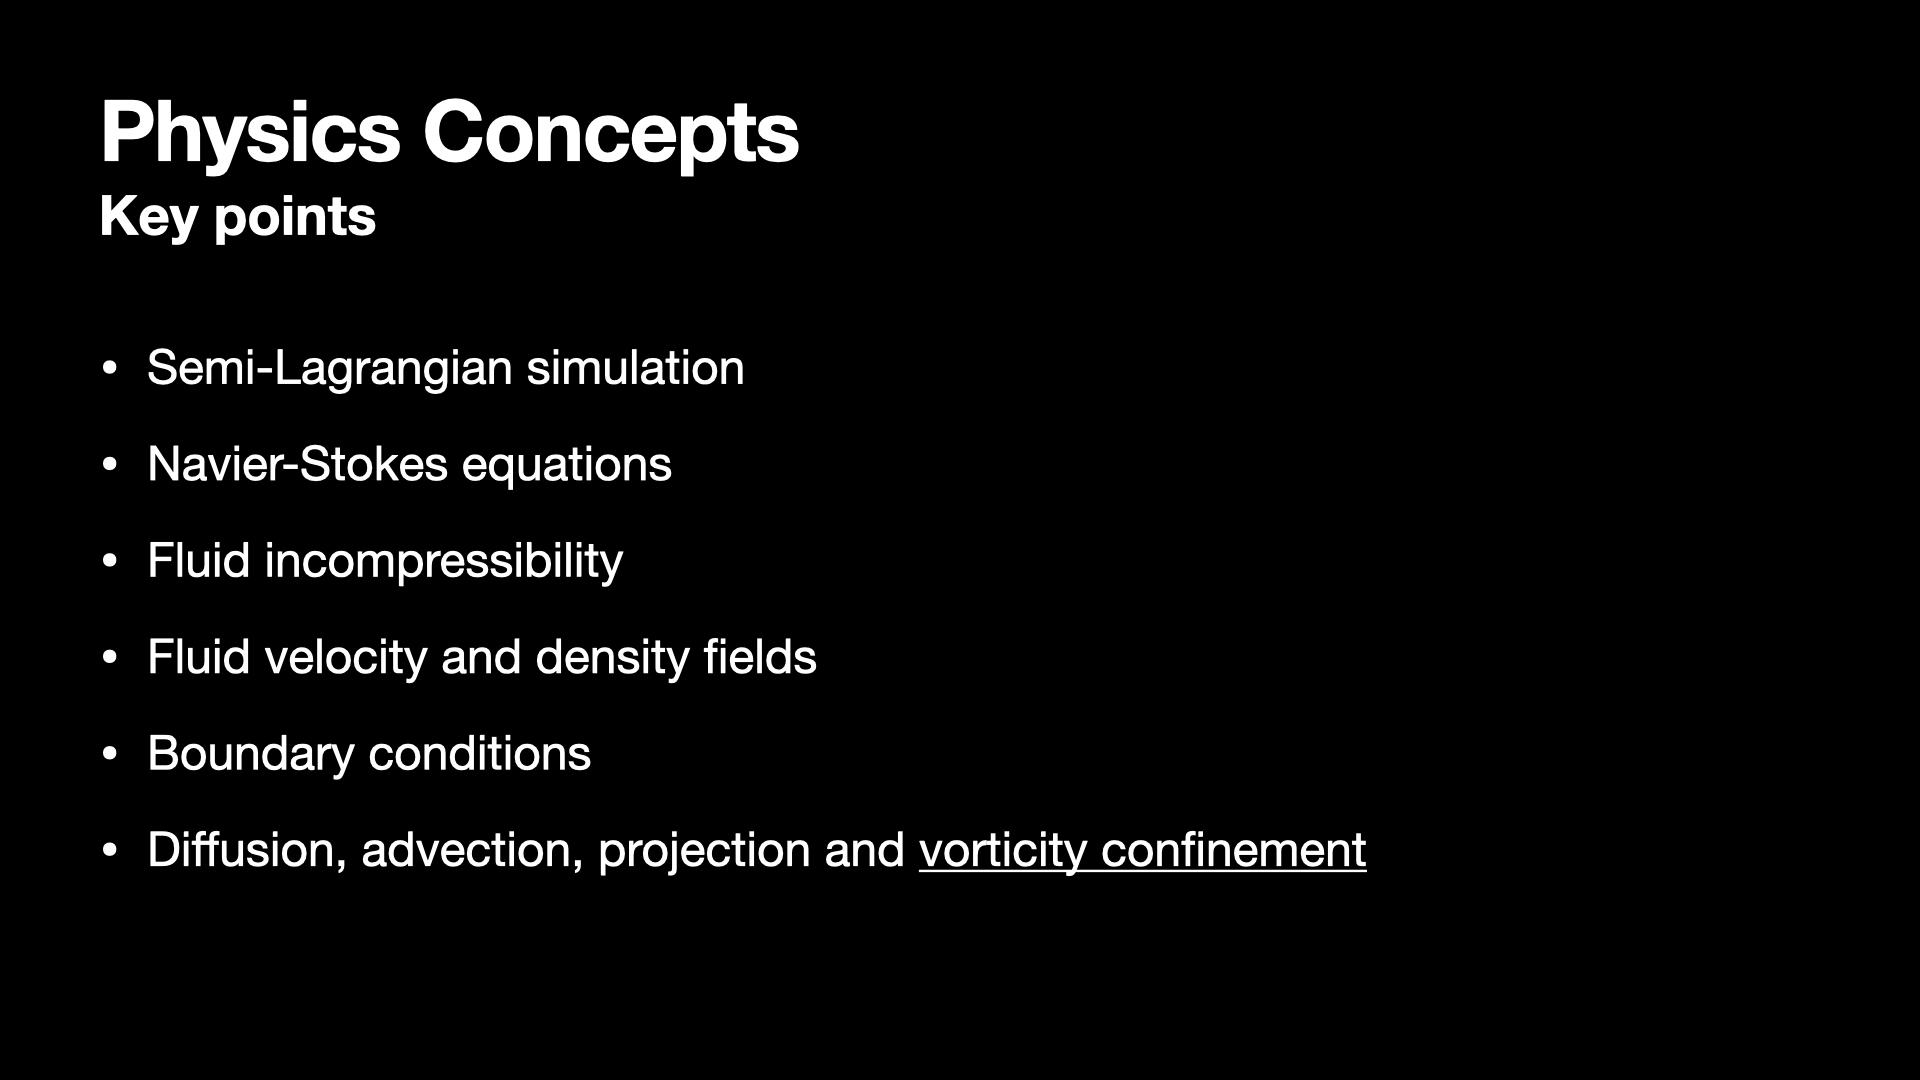 Physics Concepts
Key points
• Semi-Lagrangian simulation
• Navier-Stokes equations
• Fluid incompressibility
• Fluid velocity and density fields
• Boundary conditions
• Diffusion, advection, projection and vorticity confinement